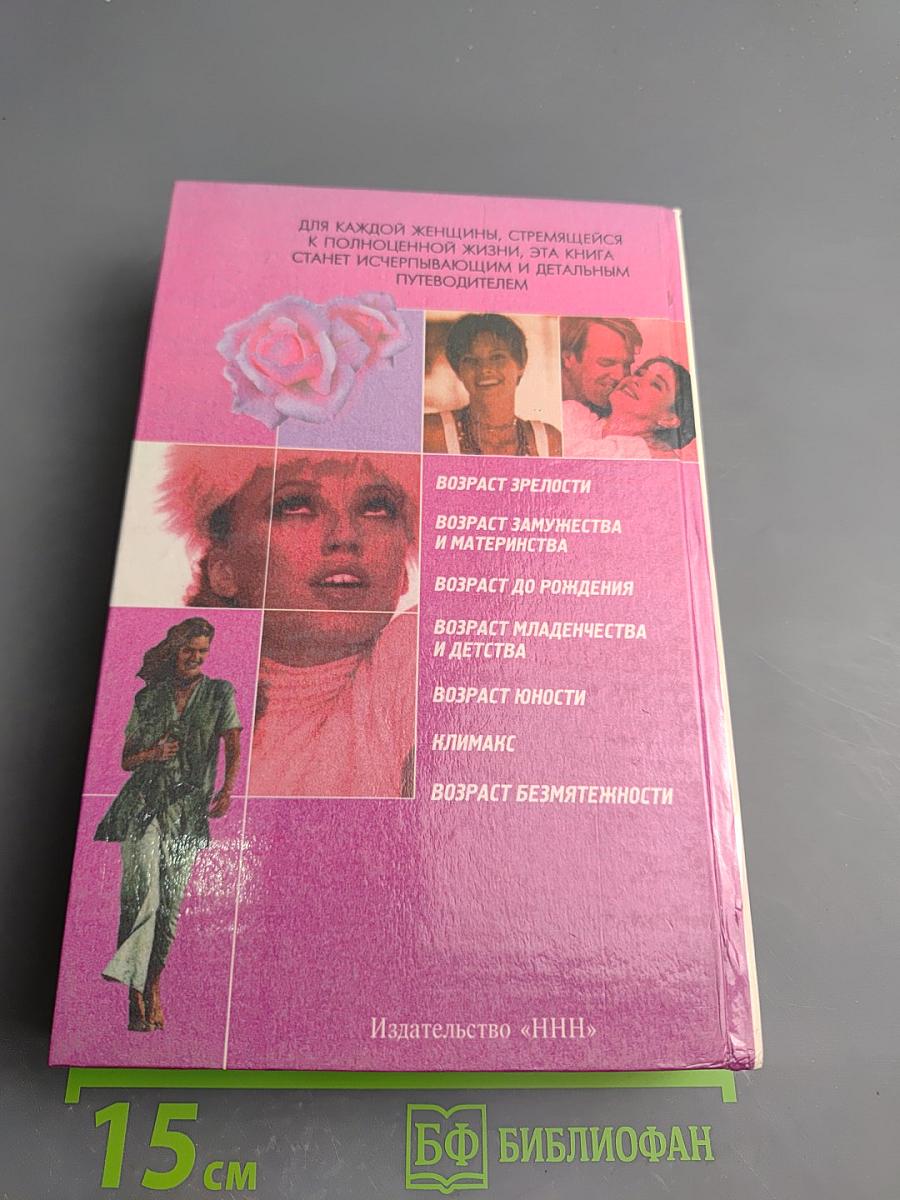 ДЛЯ КАЖДОЙ ЖЕНЩИНЫ, СТРЕМЯЩЕЙСЯ
К ПОЛНОЦЕННОЙ ЖИЗНИ, ЭТА КНИГА
СТАНЕТ ИСЧЕРПЫВАЮЩИМ И ДЕТАЛЬНЫМ
ПУТЕВОДИТЕЛЕМ
ВОЗРАСТ ЗРЕЛОСТИ
ВОЗРАСТ ЗАМУЖЕСТВА
И МАТЕРИНСТВА
ВОЗРАСТ ДО РОЖДЕНИЯ
ВОЗРАСТ МЛАДЕНЧЕСТВА
И ДЕТСТВА
ВОЗРАСТ ЮНОСТИ
КЛИМАКС
ВОЗРАСТ БЕЗМЯТЕЖНОСТИ
Издательство «ННН»
15 см
БФ БИБЛИОФАН